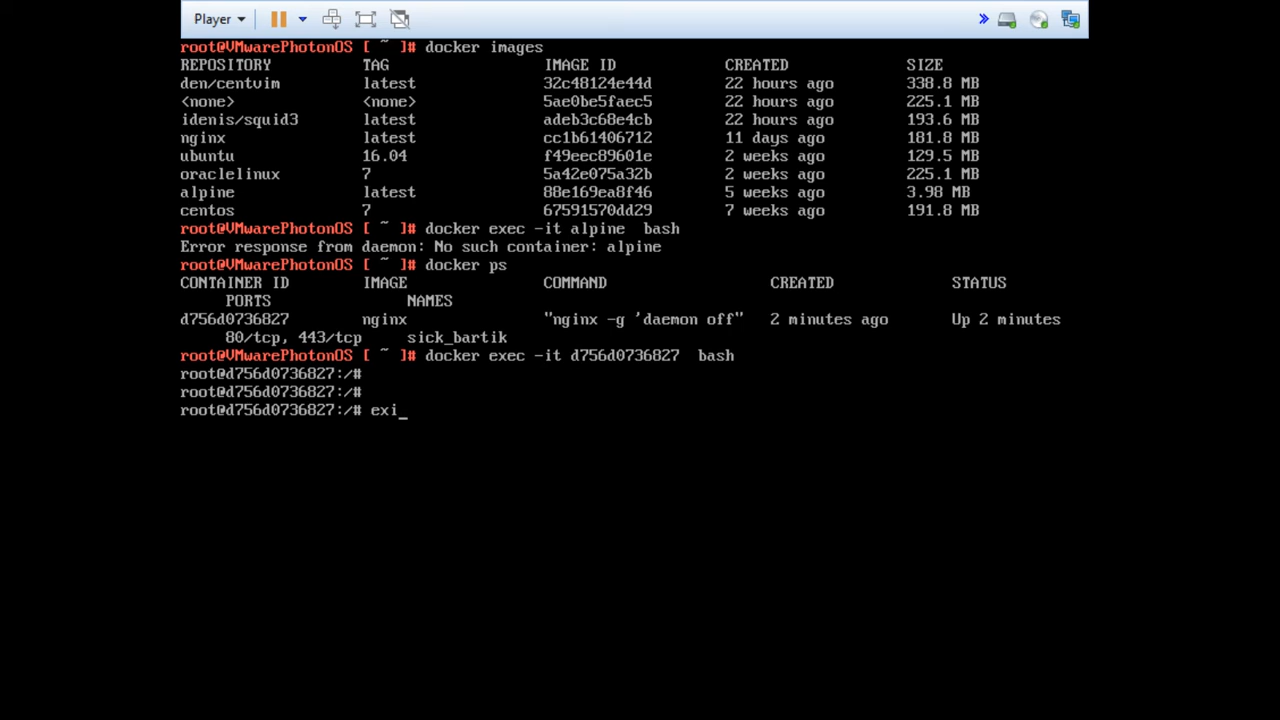 Player
root@VMwarePhotonOS [ ~ ]# docker images
REPOSITORY TAG IMAGE ID CREATED SIZE
den/centvim latest 32c48124e44d 22 hours ago 338.8 MB
<none> <none> 5ae0be5faec5 22 hours ago 225.1 MB
idenis/squid3 latest adeb3c68e4cb 22 hours ago 193.6 MB
nginx latest cc1b61406712 11 days ago 181.8 MB
ubuntu 16.04 f49eec89601e 2 weeks ago 129.5 MB
oraclelinux 7 5a42e075a32b 2 weeks ago 225.1 MB
alpine latest 88e169ea8f46 5 weeks ago 3.98 MB
centos 7 67591570dd29 7 weeks ago 191.8 MB
root@VMwarePhotonOS [ ~ ]# docker exec -it alpine  bash
Error response from daemon: No such container: alpine
root@VMwarePhotonOS [ ~ ]# docker ps
CONTAINER ID IMAGE COMMAND CREATED STATUS
PORTS NAMES
d756d0736827 nginx "nginx -g 'daemon off" 2 minutes ago Up 2 minutes
80/tcp, 443/tcp sick_bartik
root@VMwarePhotonOS [ ~ ]# docker exec -it d756d0736827  bash
root@d756d0736827:/#
root@d756d0736827:/#
root@d756d0736827:/# exi_